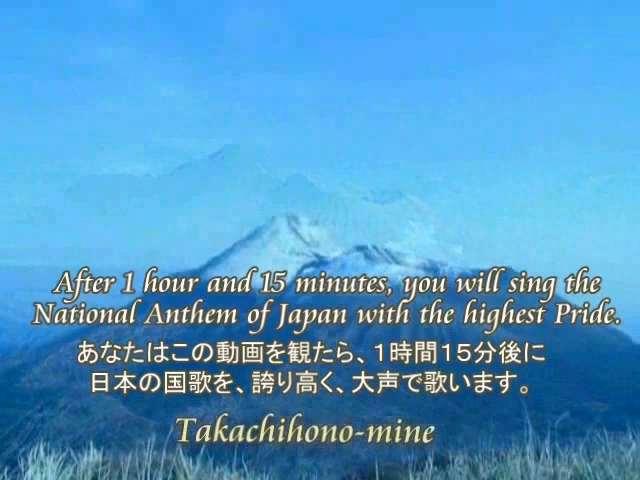 After 1 hour and 15 minutes, you will sing the
National Anthem of Japan with the highest Pride.
あなたはこの動画を観たら、１時間１５分後に
日本の国歌を、誇り高く、大声で歌います。
Takachihono-mine